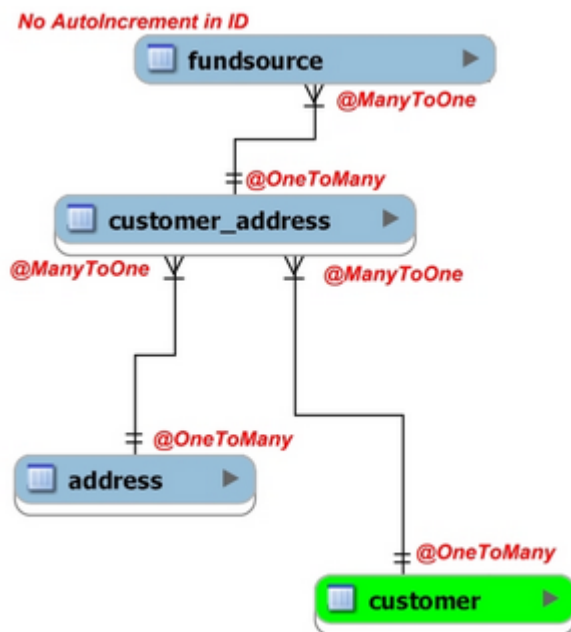 No AutoIncrement in ID
fundsource
@ManyToOne
@OneToMany
customer_address
@ManyToOne
@ManyToOne
@OneToMany
address
@OneToMany
customer